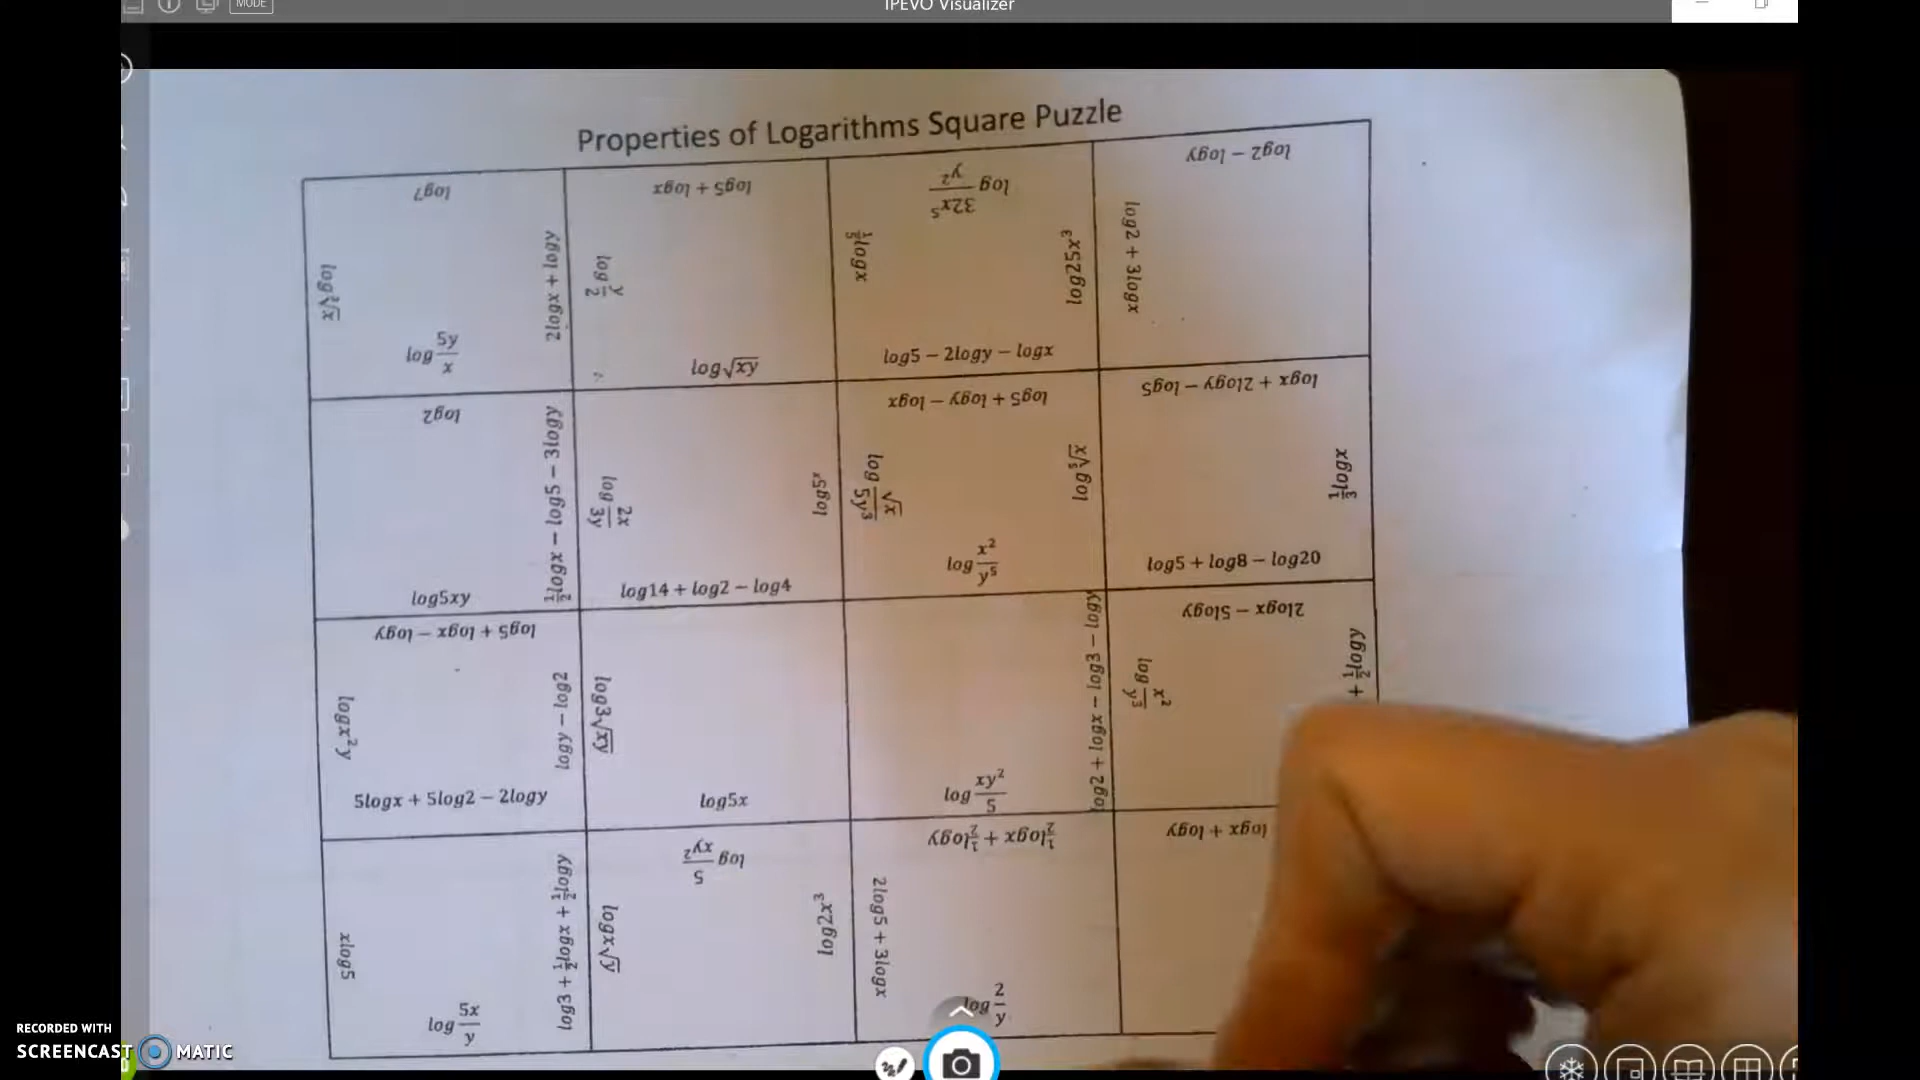 MODE
IPEVO Visualizer
Properties of Logarithms Square Puzzle
log7
log ∛x
2logx + logy
log 5y/x
log5 + logx
log y/2
log√xy
log 32x⁵/y²
⅕logx
log25x³
log5 − 2logy − logx
log2 − logy
log2 + 3logx
log2
½logx − log5 − 3logy
log5xy
log 2x/3y
log5ˣ
log14 + log2 − log4
log5 + logy − logx
log √x/5y³
log ⁵√x
log x²/y⁵
logx + 2logy − log5
⅓logx
log5 + log8 − log20
log5 + logx − logy
logx²y
logy − log2
5logx + 5log2 − 2logy
log3√xy
log5x
log2 + logx − log3 − logy
log xy²/5
2logx − 5logy
log x²/y³
+ ½logy
xlog5
log3 + ½logx + ½logy
log 5x/y
log 5/xy²
logx√y
log2x³
½logx + ½logy
2log5 + 3logx
log 2/y
logx + logy
RECORDED WITH
SCREENCAST MATIC